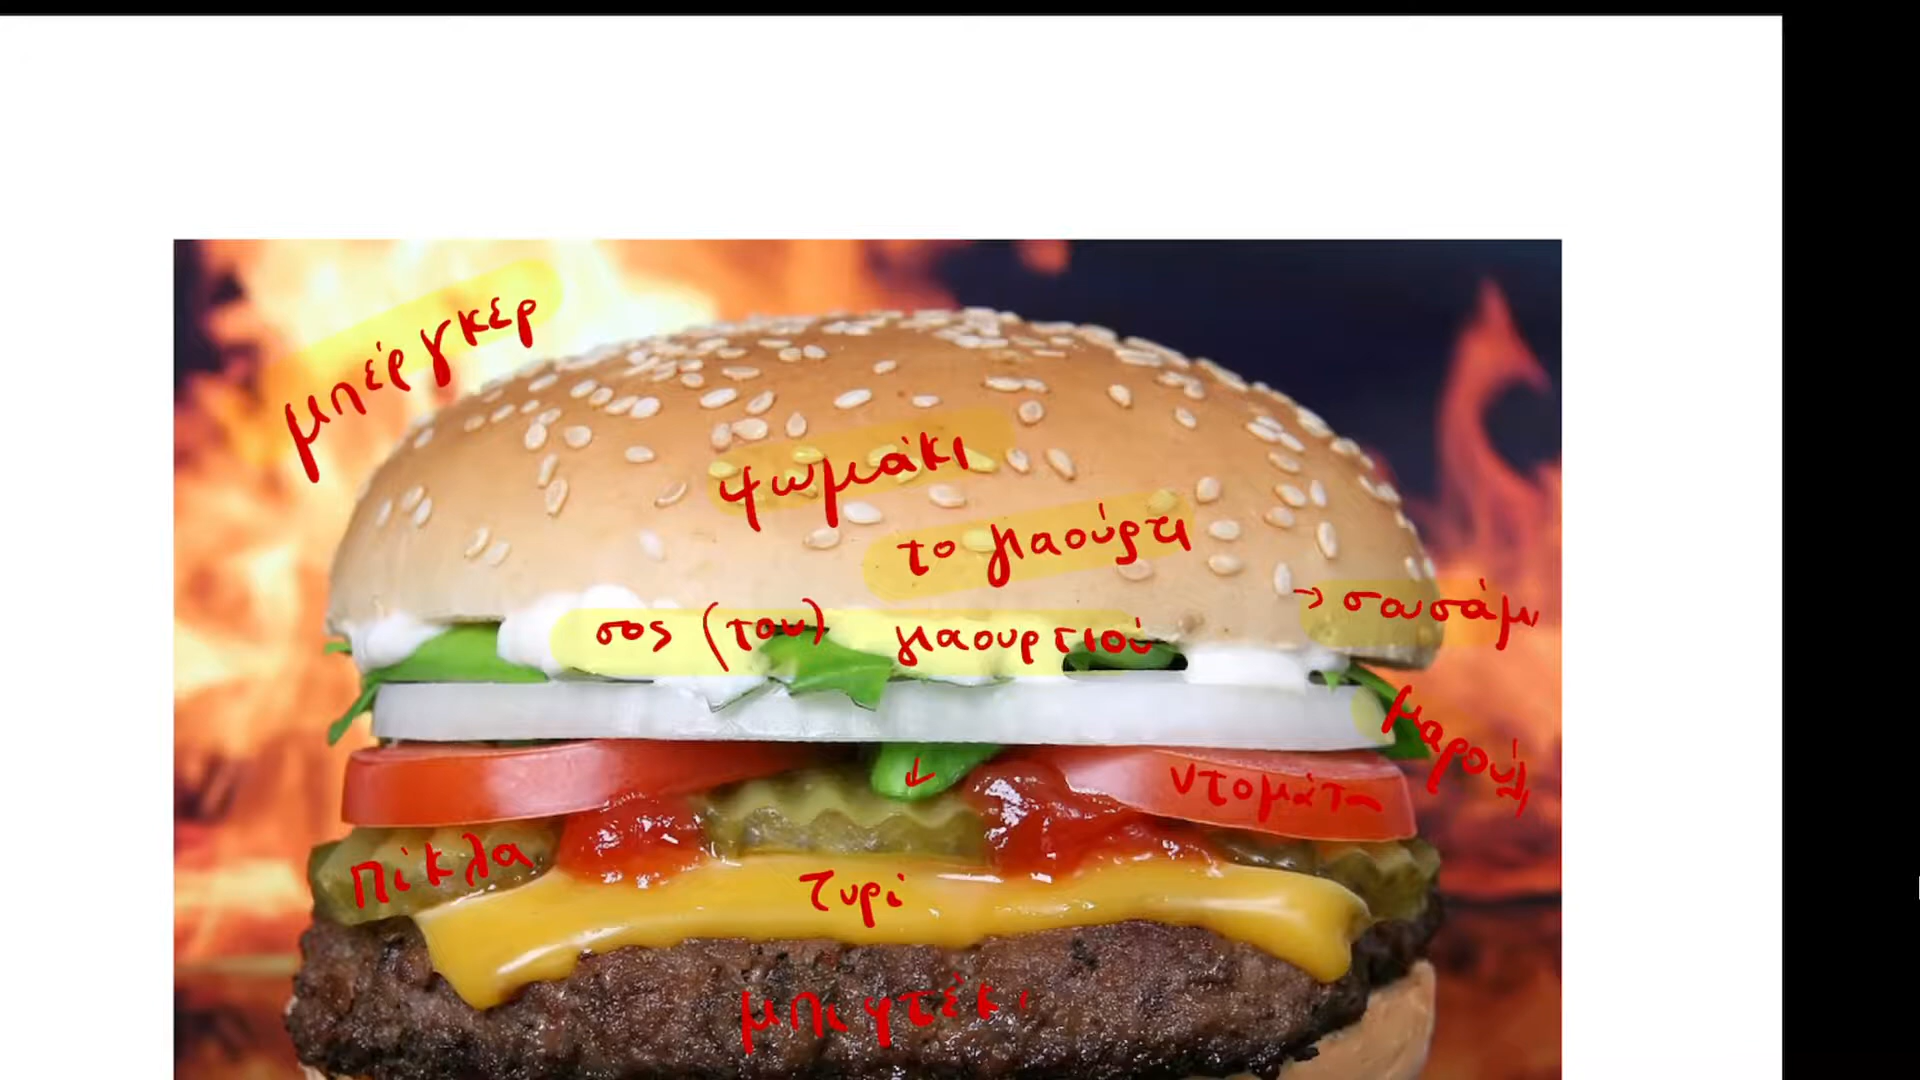 μπέργκερ
ψωμάκι
το γιαούρτι
→ σουσάμι
σος (του) γιαουρτιού
μαρούλι
ντομάτα
πίκλα
τυρί
μπιφτέκι